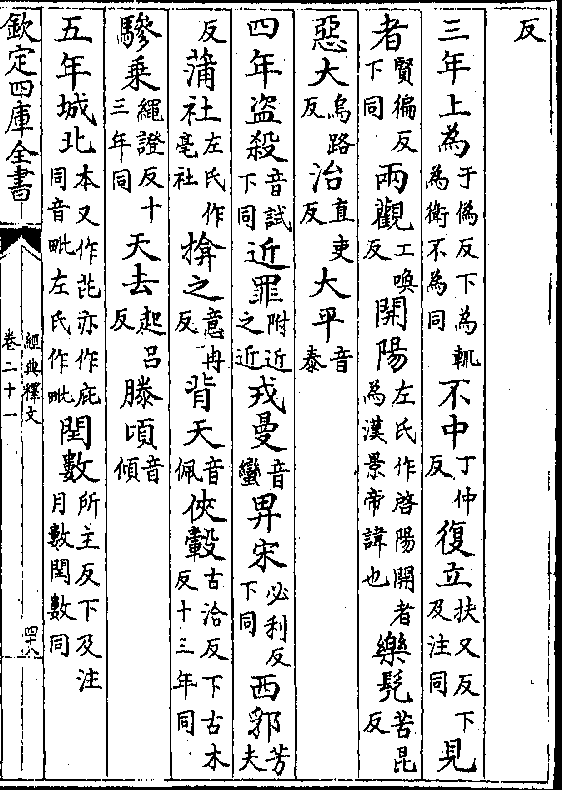 反
三年上為于偽反下為輒為衛不為同不中丁仲反復立扶又反下及注同見
者賢徧反下同兩觀工喚反開陽左氏作啓陽開者為漢景帝諱也樂髠苦昆反
惡大烏路反治直吏反大平音泰
四年盜殺音試下同近罪附近之近戎曼音蠻畀宋必利反下同西郛芳夫
反蒲社左氏作亳社揜之意冉反背天音佩俠轂古洽反下古木反十三年同
驂乘繩證反十三年同天去起呂反滕頃音傾
五年城北本又作芘亦作庇同音毗左氏作毗閏數所主反下及注月數閏數同
欽定四庫全書
經典釋文
卷二十一
四十八